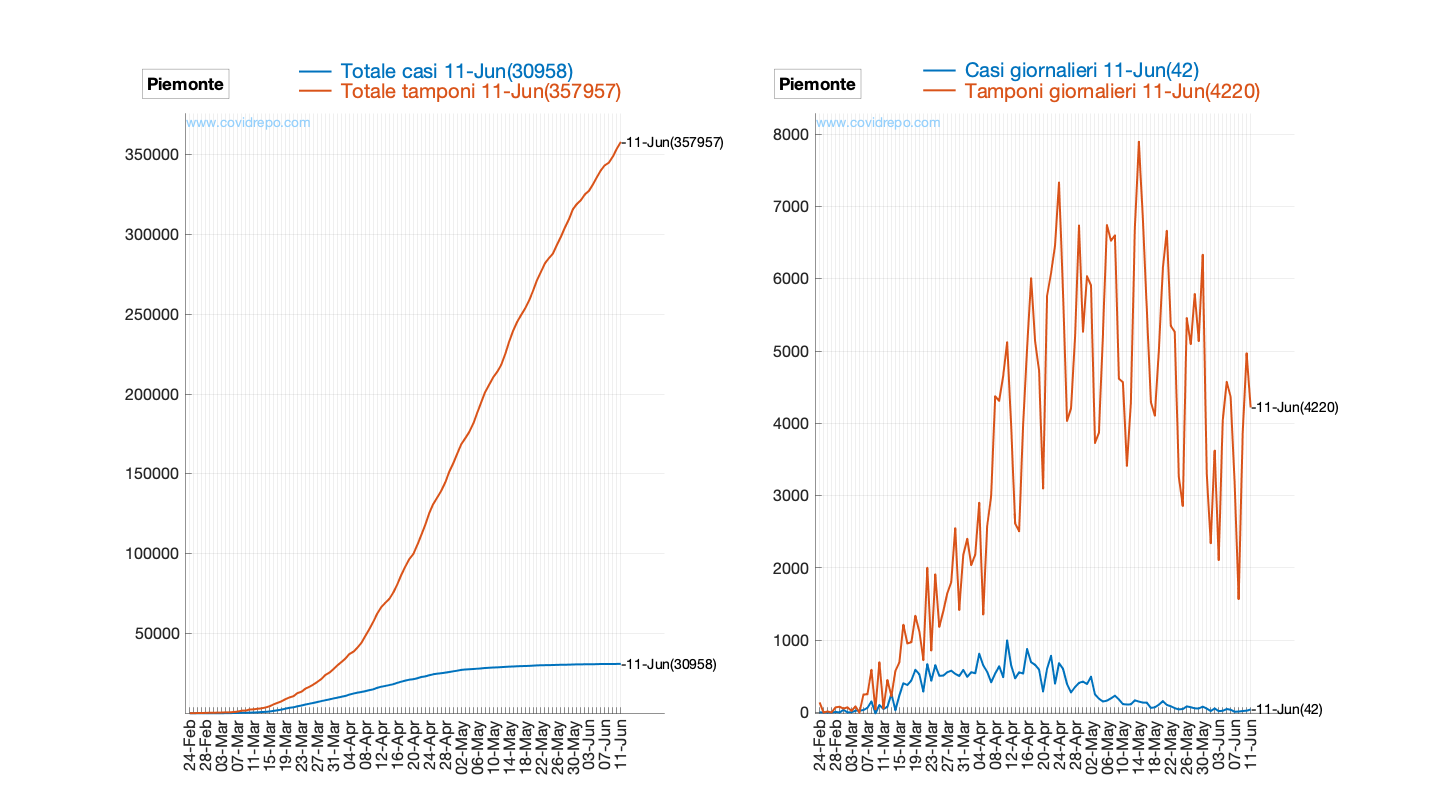 Piemonte
Totale casi 11-Jun(30958)
Totale tamponi 11-Jun(357957)
www.covidrepo.com
350000
300000
250000
200000
150000
100000
50000
11-Jun(357957)
11-Jun(30958)
24-Feb
28-Feb
03-Mar
07-Mar
11-Mar
15-Mar
19-Mar
23-Mar
27-Mar
31-Mar
04-Apr
08-Apr
12-Apr
16-Apr
20-Apr
24-Apr
28-Apr
02-May
06-May
10-May
14-May
18-May
22-May
26-May
30-May
03-Jun
07-Jun
11-Jun
Piemonte
Casi giornalieri 11-Jun(42)
Tamponi giornalieri 11-Jun(4220)
www.covidrepo.com
8000
7000
6000
5000
4000
3000
2000
1000
0
11-Jun(4220)
11-Jun(42)
24-Feb
28-Feb
03-Mar
07-Mar
11-Mar
15-Mar
19-Mar
23-Mar
27-Mar
31-Mar
04-Apr
08-Apr
12-Apr
16-Apr
20-Apr
24-Apr
28-Apr
02-May
06-May
10-May
14-May
18-May
22-May
26-May
30-May
03-Jun
07-Jun
11-Jun